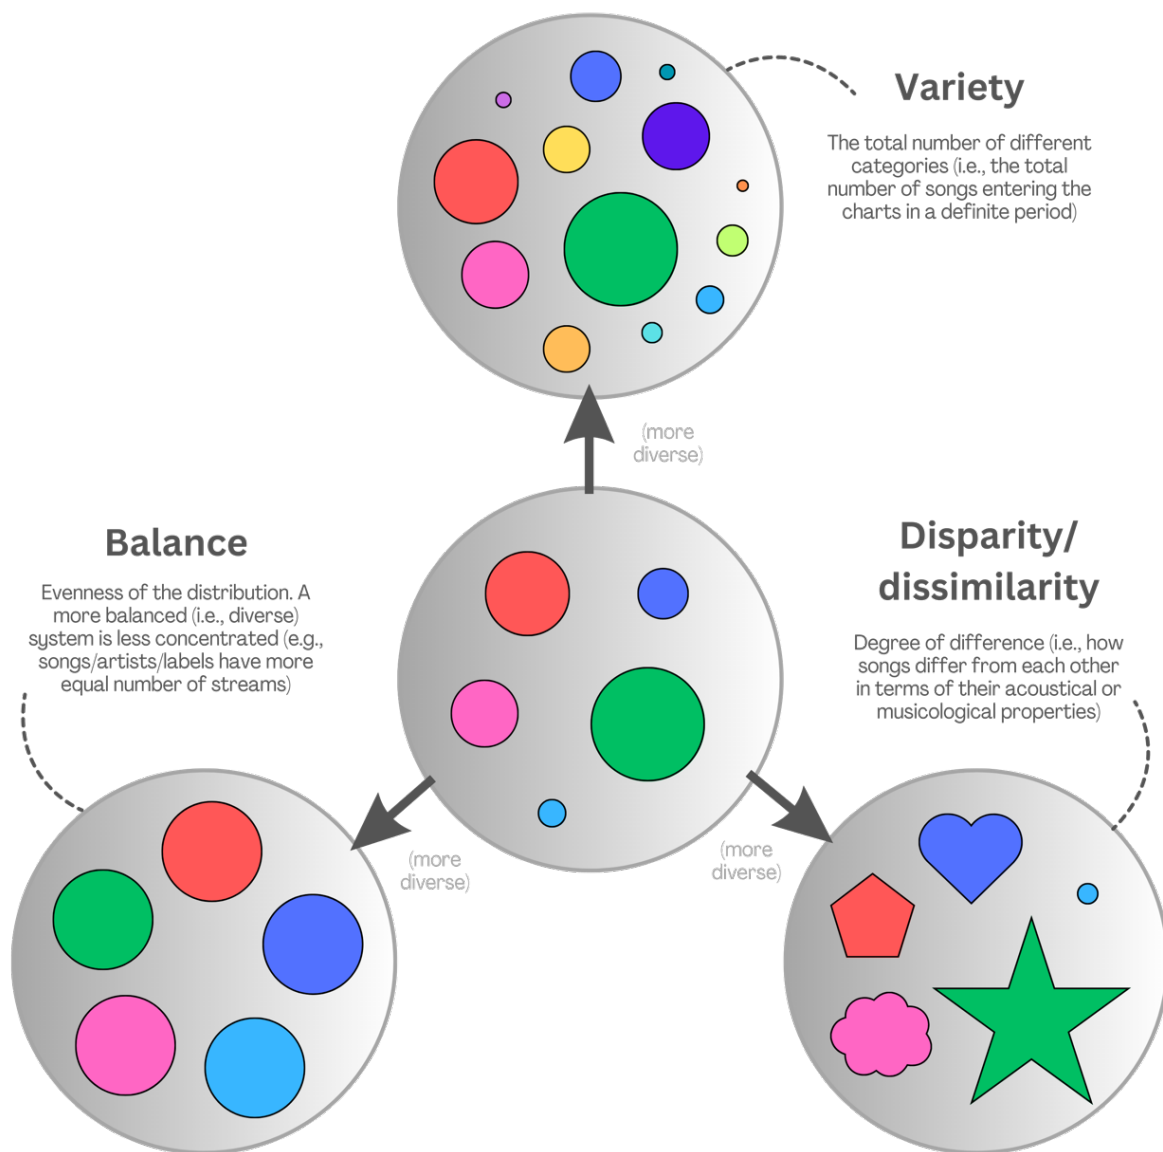 Variety
The total number of different
categories (i.e., the total
number of songs entering the
charts in a definite period)
(more
diverse)
Balance
Evenness of the distribution. A
more balanced (i.e., diverse)
system is less concentrated (e.g.,
songs/artists/labels have more
equal number of streams)
Disparity/
dissimilarity
Degree of difference (i.e., how
songs differ from each other
in terms of their acoustical or
musicological properties)
(more
diverse)
(more
diverse)